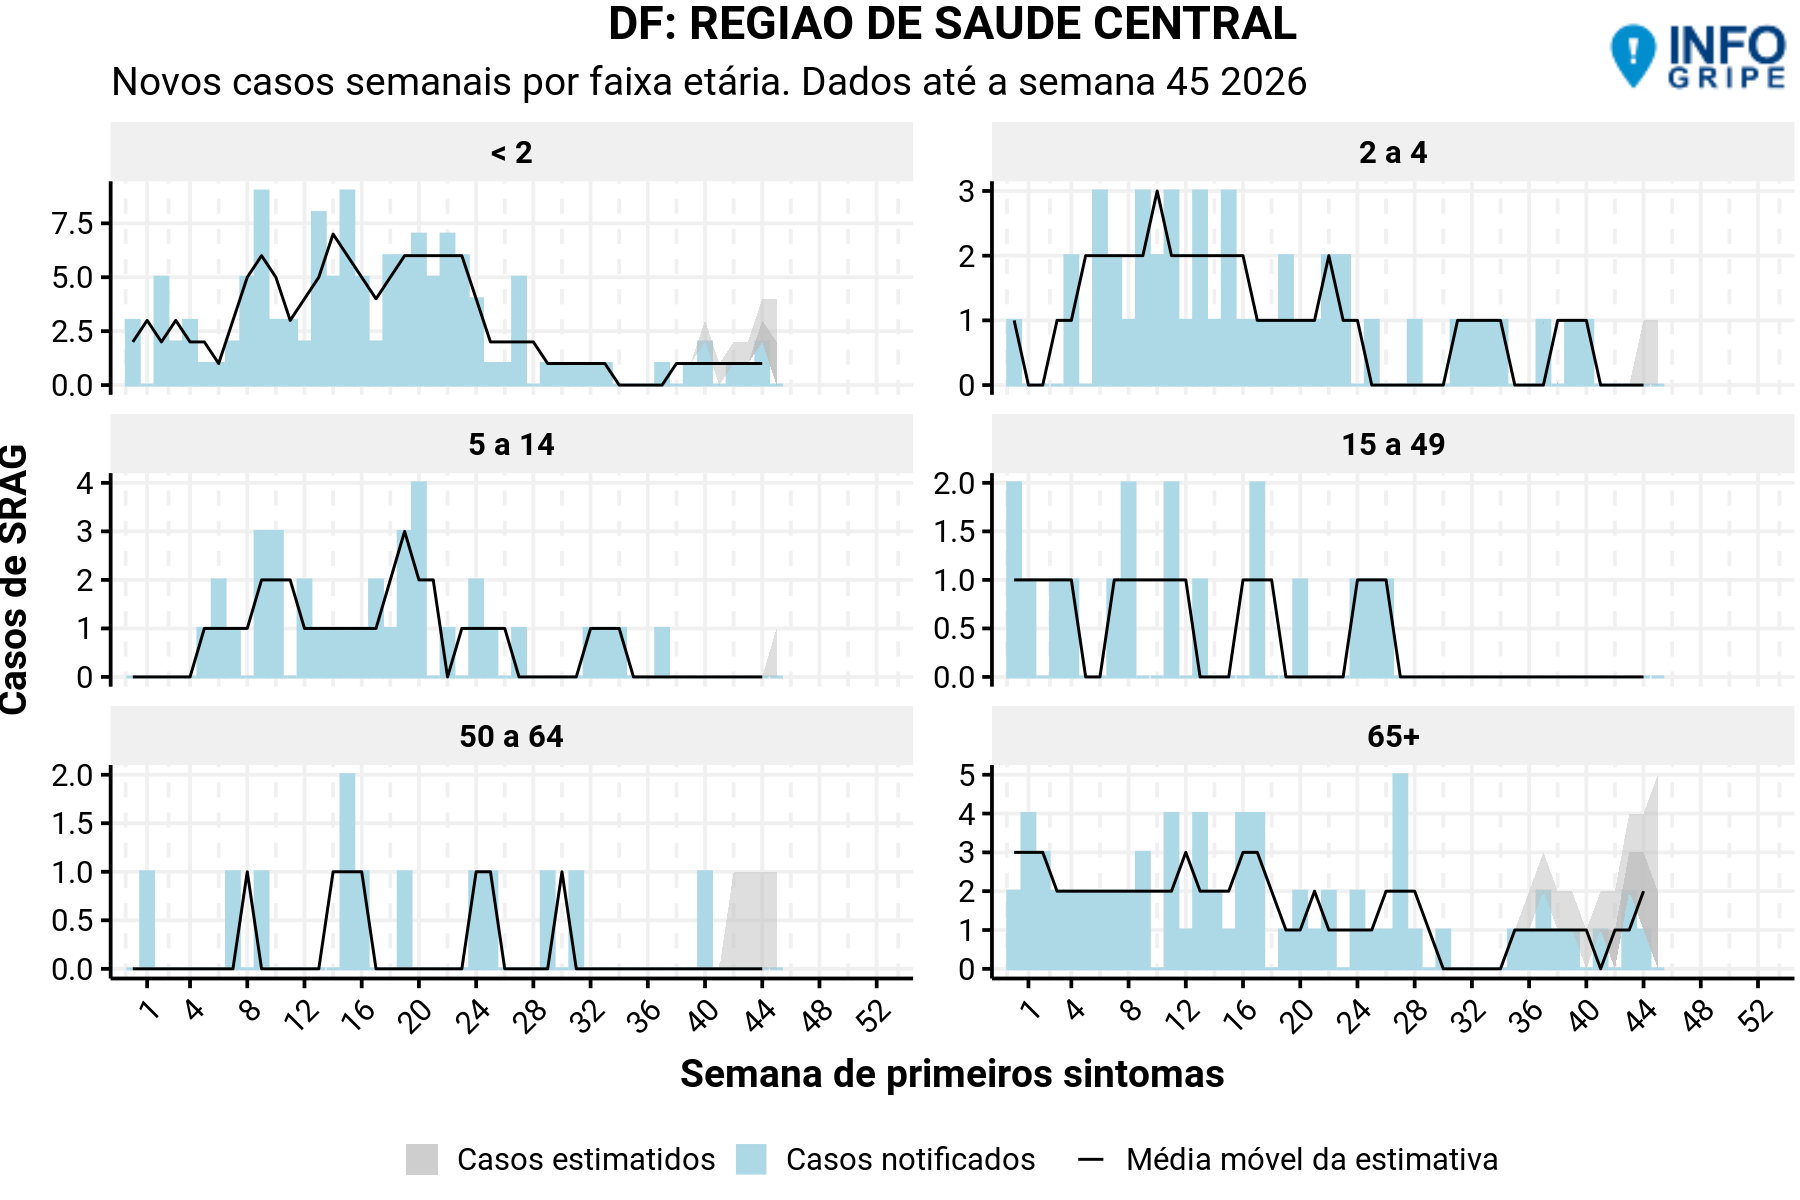 DF: REGIAO DE SAUDE CENTRAL
Novos casos semanais por faixa etária. Dados até a semana 45 2026
INFO
GRIPE
< 2
7.5
5.0
2.5
0.0
2 a 4
3
2
1
0
Casos de SRAG
5 a 14
4
3
2
1
0
15 a 49
2.0
1.5
1.0
0.5
0.0
50 a 64
2.0
1.5
1.0
0.5
0.0
65+
5
4
3
2
1
0
1 4 8 12 16 20 24 28 32 36 40 44 48 52
1 4 8 12 16 20 24 28 32 36 40 44 48 52
Semana de primeiros sintomas
Casos estimatidos Casos notificados Média móvel da estimativa